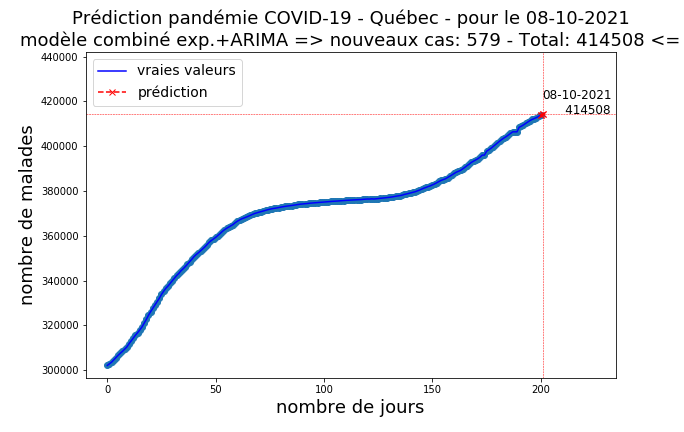 Prédiction pandémie COVID-19 - Québec - pour le 08-10-2021
modèle combiné exp.+ARIMA => nouveaux cas: 579 - Total: 414508 <=
440000
420000
400000
380000
360000
340000
320000
300000
nombre de malades
vraies valeurs
prédiction
08-10-2021
414508
0
50
100
150
200
nombre de jours